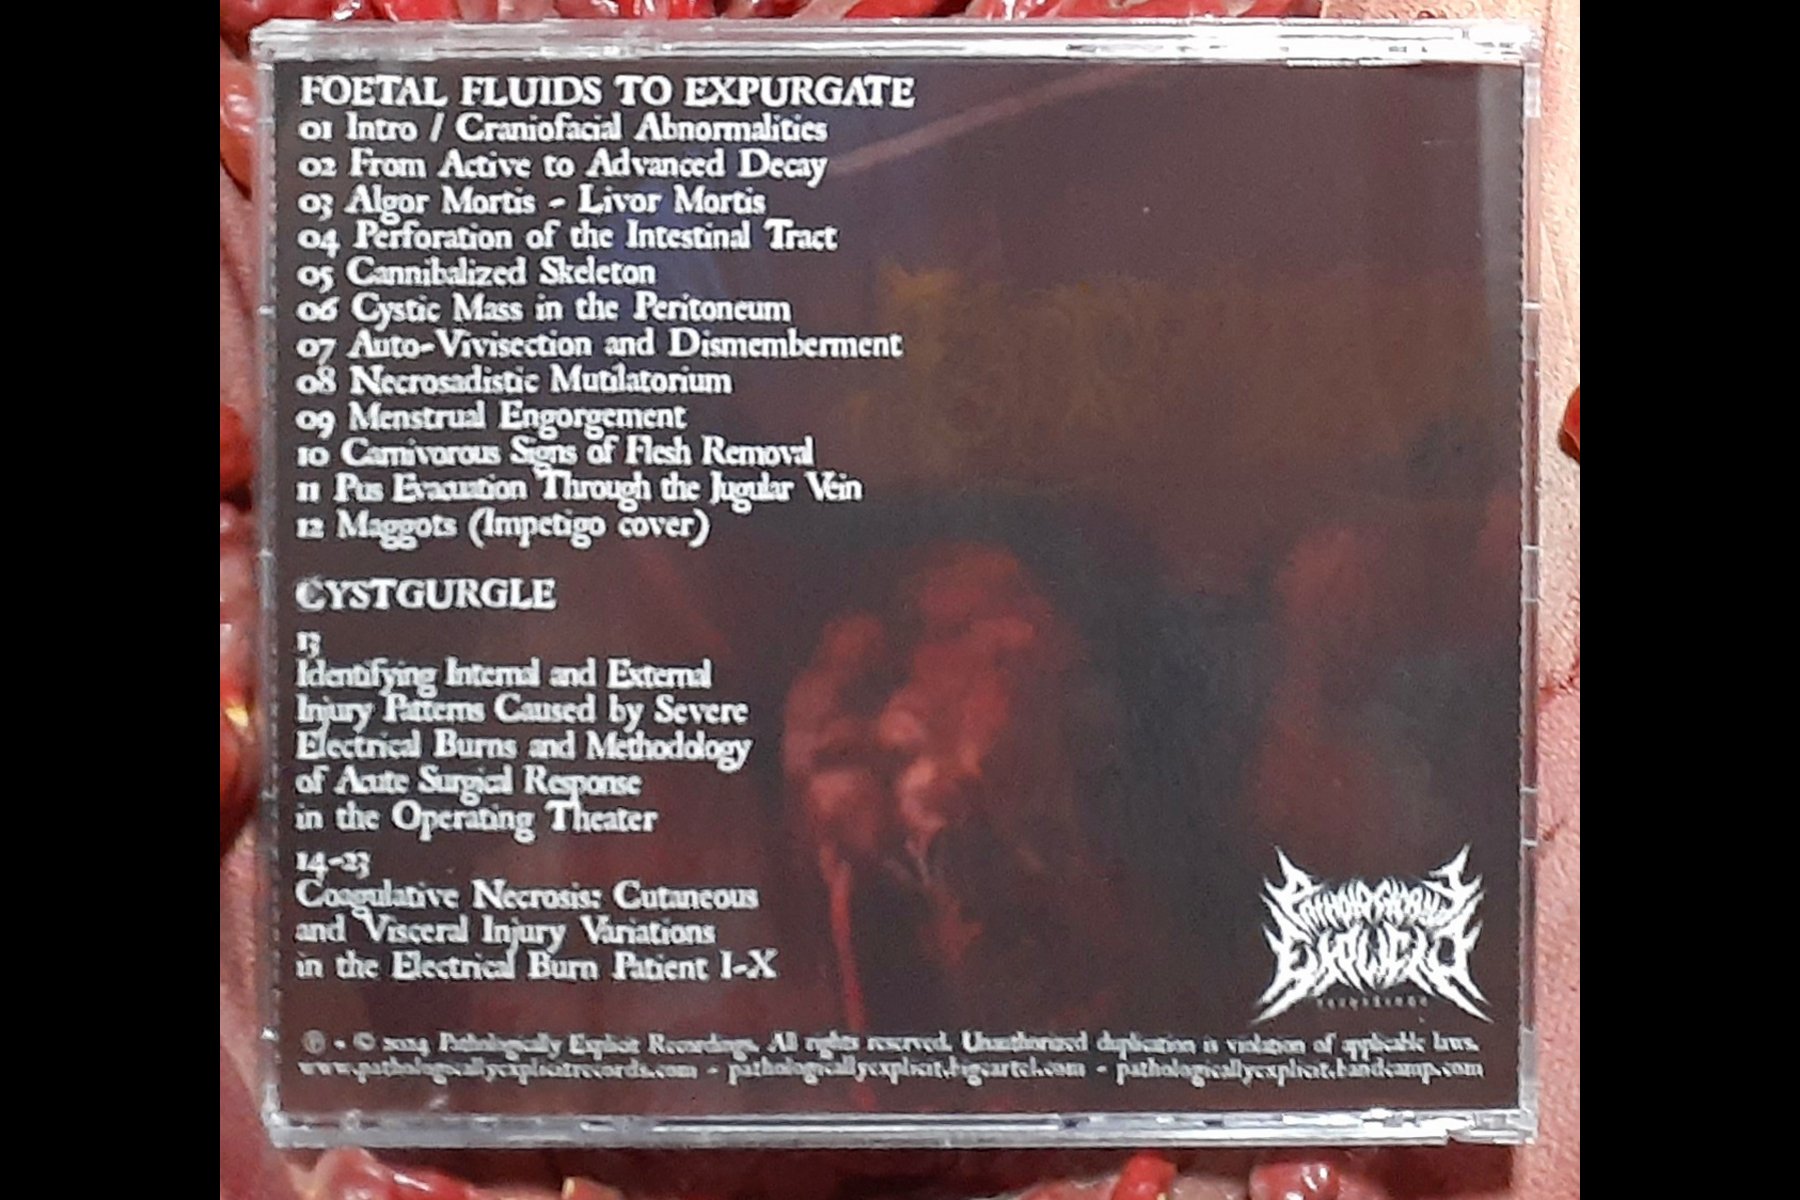 FOETAL FLUIDS TO EXPURGATE
01 Intro / Craniofacial Abnormalities
02 From Active to Advanced Decay
03 Algor Mortis - Livor Mortis
04 Perforation of the Intestinal Tract
05 Cannibalized Skeleton
06 Cystic Mass in the Peritoneum
07 Auto-Vivisection and Dismemberment
08 Necrosadistic Mutilatorium
09 Menstrual Engorgement
10 Carnivorous Signs of Flesh Removal
11 Pus Evacuation Through the Jugular Vein
12 Maggots (Impetigo cover)
CYSTGURGLE
13
Identifying Internal and External
Injury Patterns Caused by Severe
Electrical Burns and Methodology
of Acute Surgical Response
in the Operating Theater
14-23
Coagulative Necrosis: Cutaneous
and Visceral Injury Variations
in the Electrical Burn Patient I-X
PATHOLOGICALLY
EXPLICIT
recordings
℗ - © 2024 Pathologically Explicit Recordings. All rights reserved. Unauthorized duplication is violation of applicable laws.
www.pathologicallyexplicitrecords.com - pathologicallyexplicit.bigcartel.com - pathologicallyexplicit.bandcamp.com